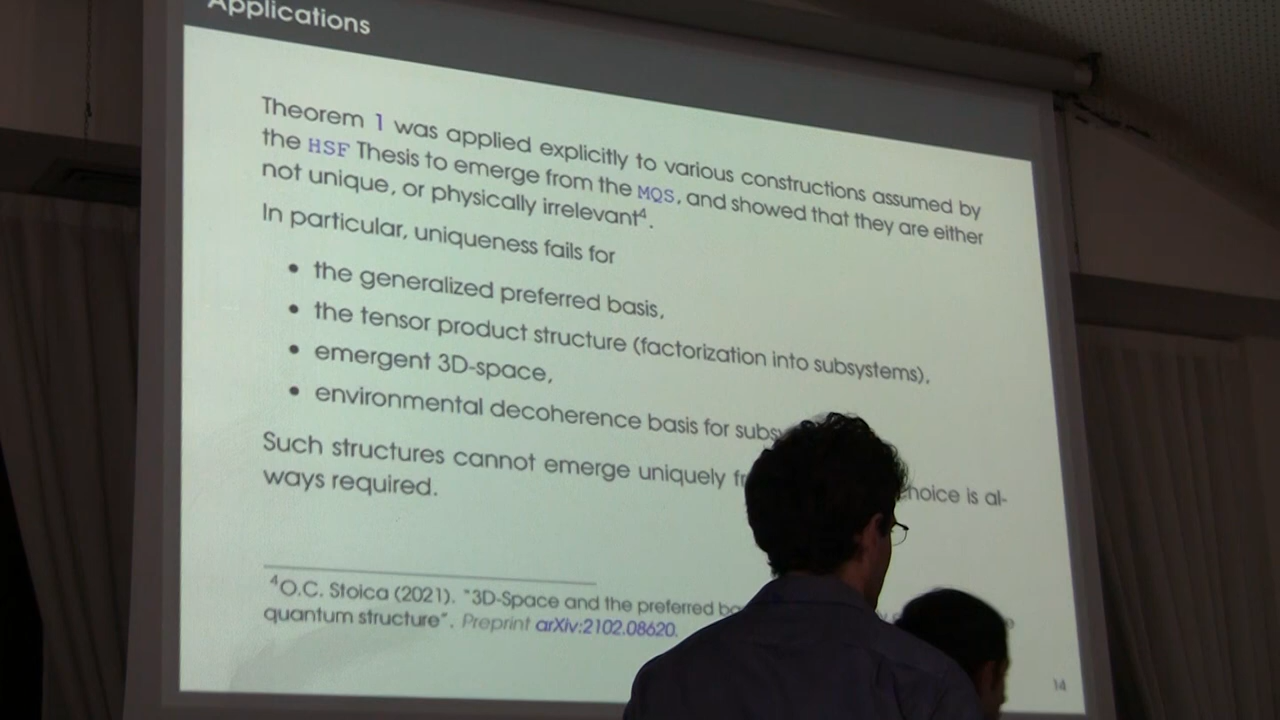 Applications
Theorem 1 was applied explicitly to various constructions assumed by
the HSF Thesis to emerge from the MQS, and showed that they are either
not unique, or physically irrelevant⁴.
In particular, uniqueness fails for
• the generalized preferred basis,
• the tensor product structure (factorization into subsystems),
• emergent 3D-space,
• environmental decoherence basis for
Such structures cannot emerge uniquely is al-
ways required.
⁴O.C. Stoica (2021). "3D-Space and the preferred
quantum structure". Preprint arXiv:2102.08620.
14